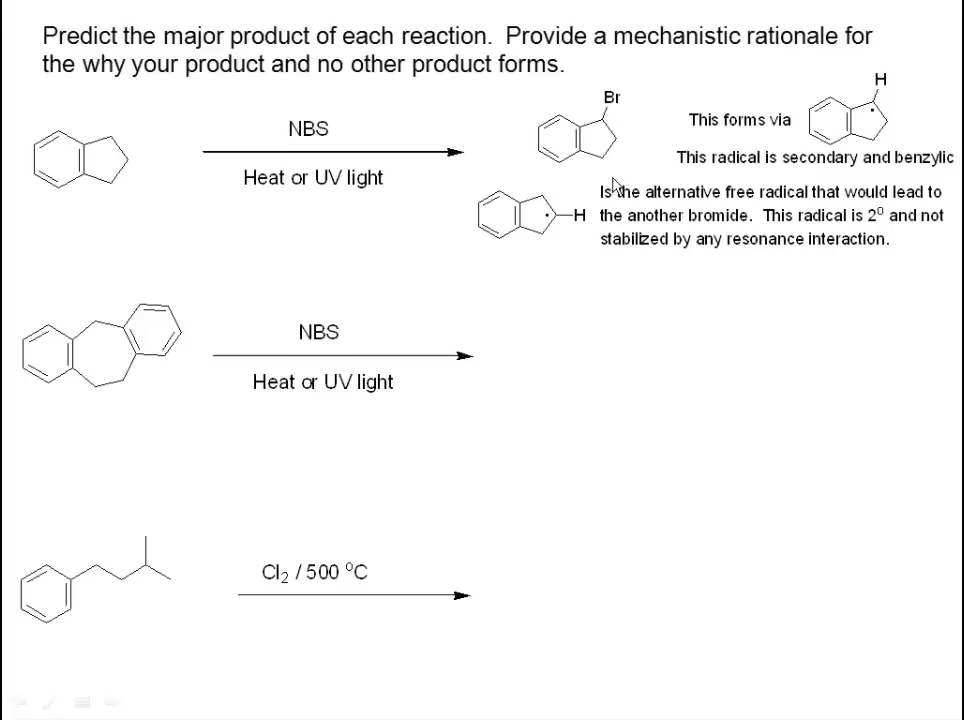 Predict the major product of each reaction. Provide a mechanistic rationale for
the why your product and no other product forms.
H
Br
NBS
This forms via
Heat or UV light
This radical is secondary and benzylic
Is the alternative free radical that would lead to
H the another bromide. This radical is 2⁰ and not
stabilized by any resonance interaction.
NBS
Heat or UV light
Cl₂ / 500 ⁰C